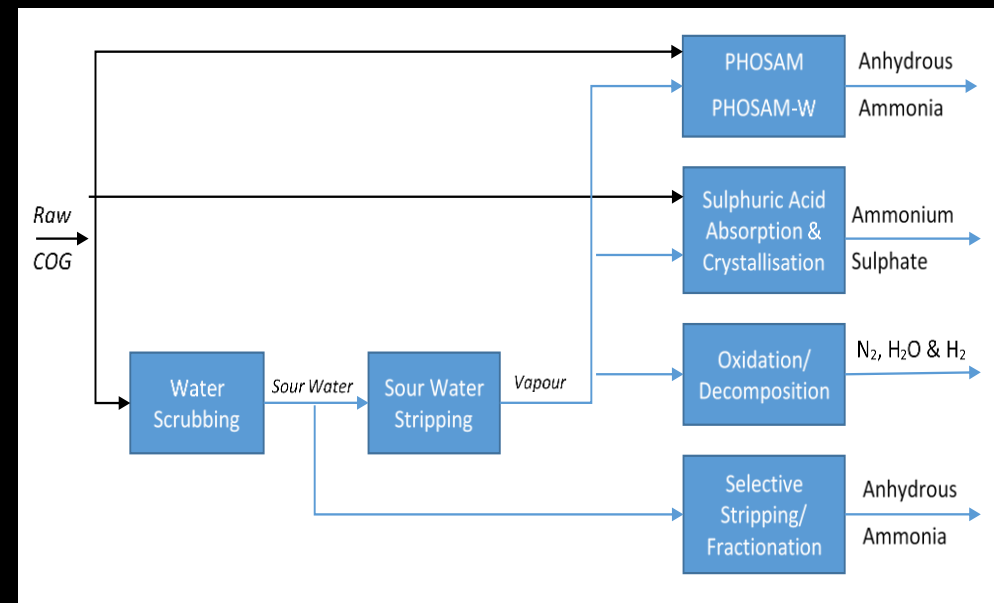 PHOSAM
PHOSAM-W
Anhydrous
Ammonia
Raw
COG
Sulphuric Acid
Absorption &
Crystallisation
Ammonium
Sulphate
Water
Scrubbing
Sour Water
Sour Water
Stripping
Vapour
Oxidation/
Decomposition
N₂, H₂O & H₂
Selective
Stripping/
Fractionation
Anhydrous
Ammonia